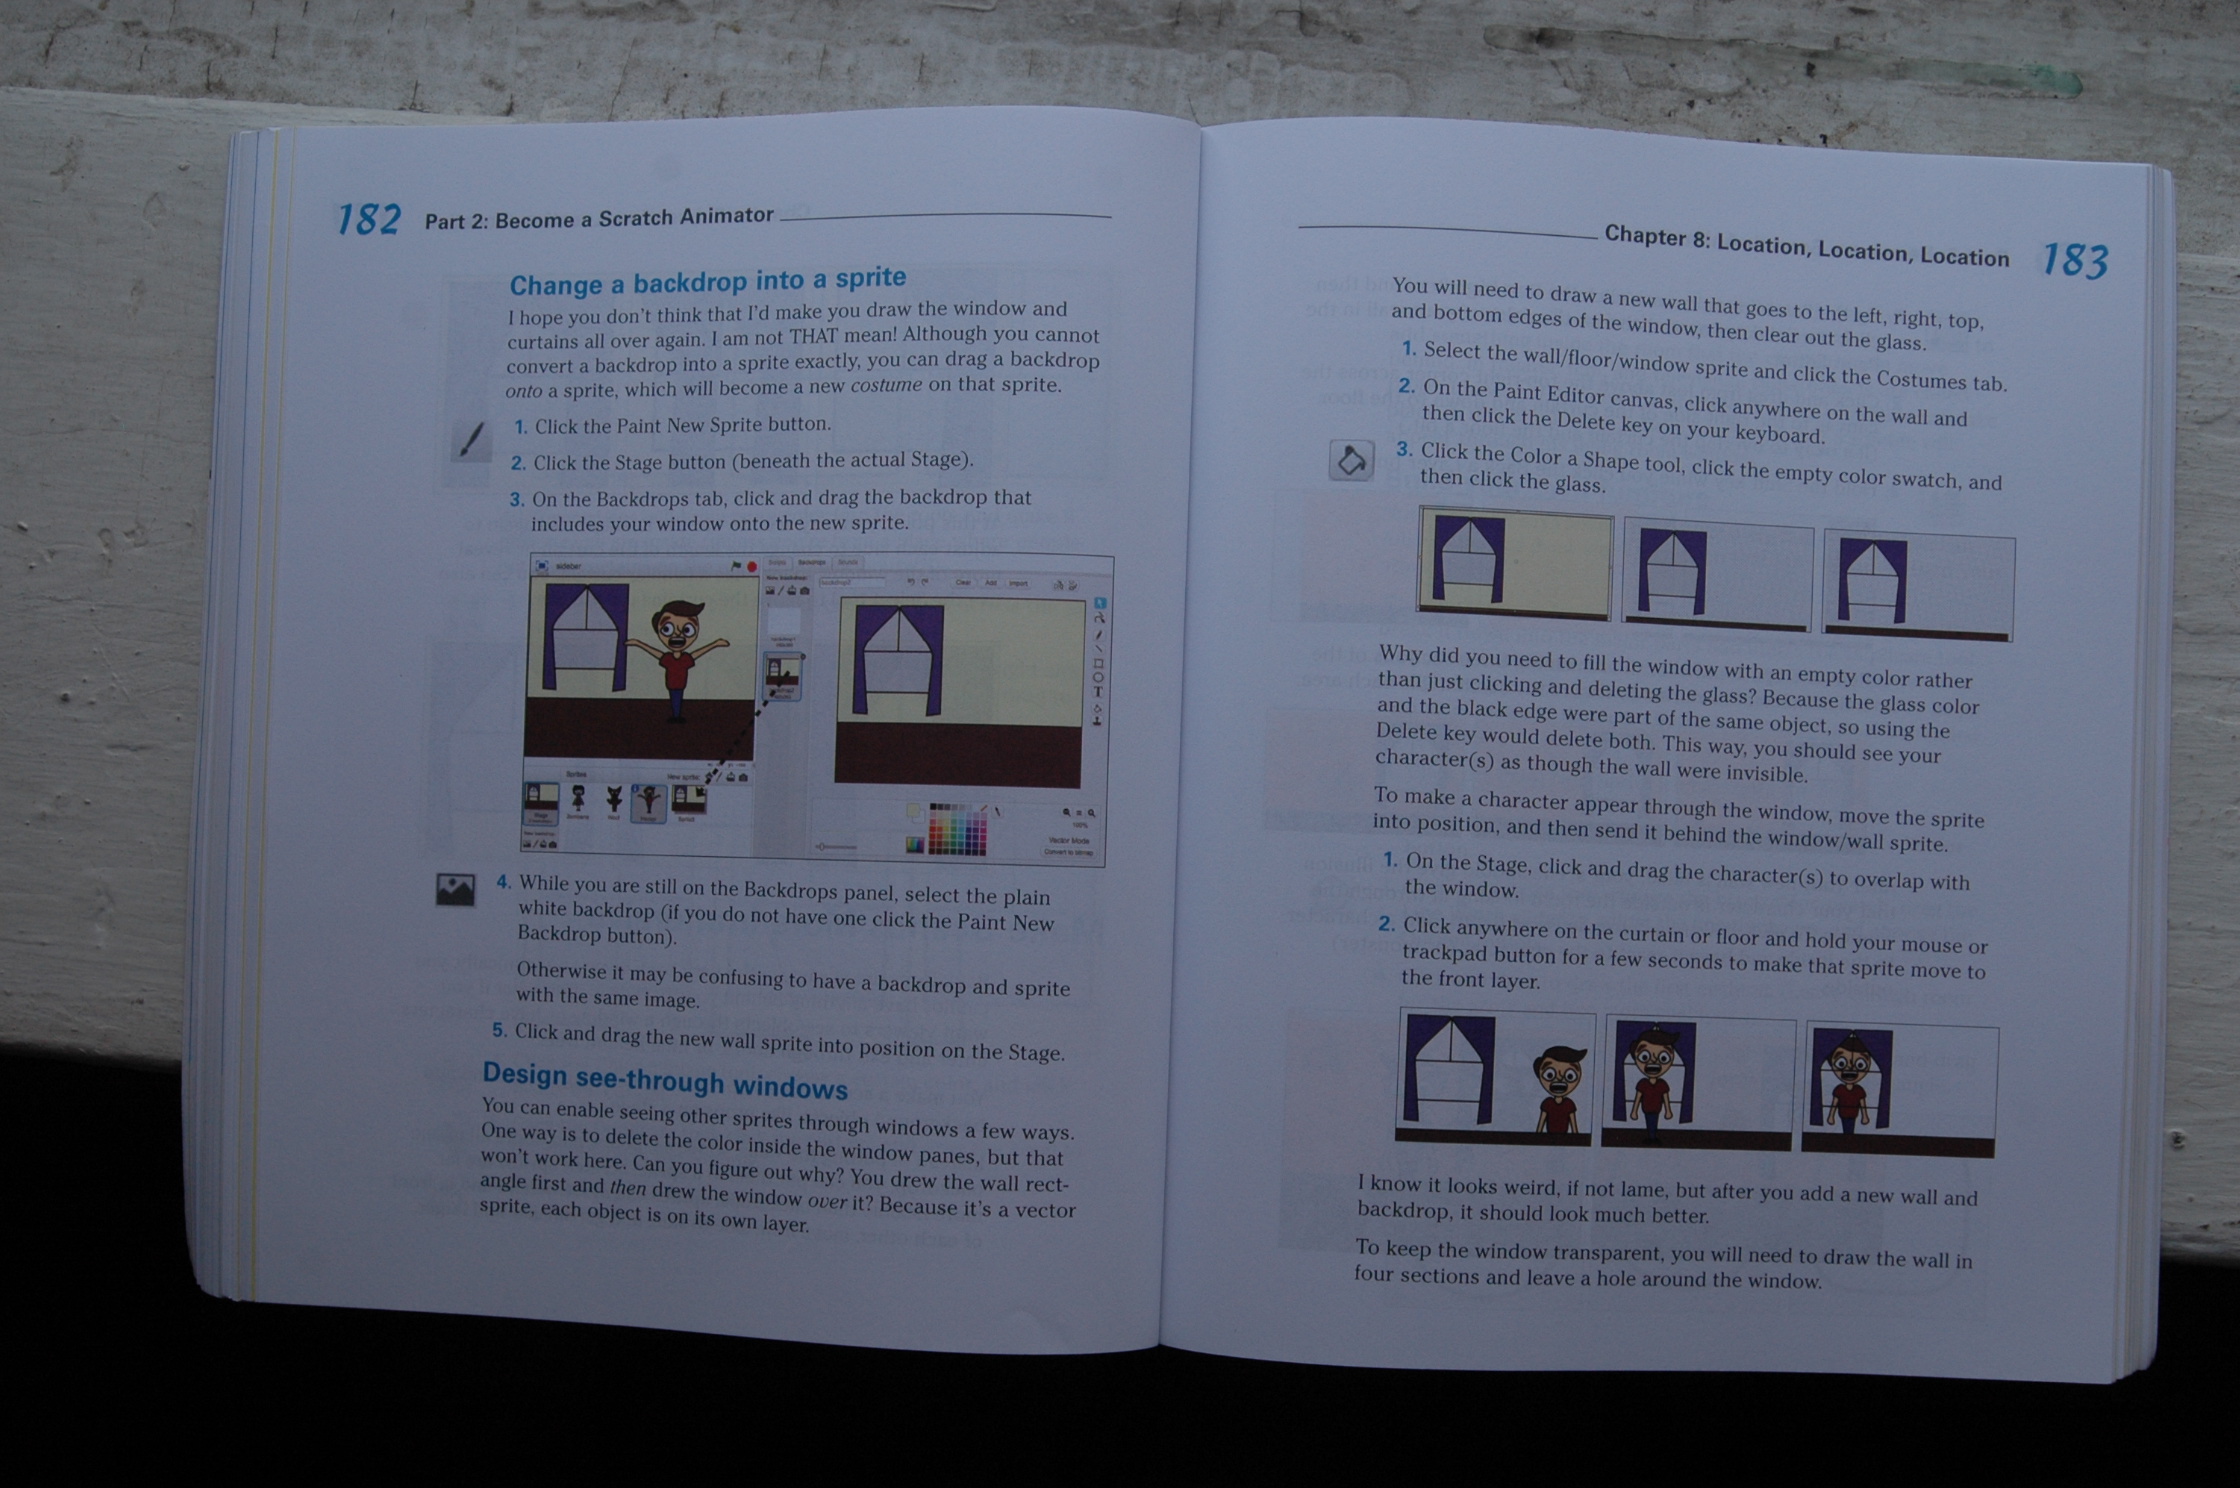 182 Part 2: Become a Scratch Animator
Change a backdrop into a sprite
I hope you don't think that I'd make you draw the window and
curtains all over again. I am not THAT mean! Although you cannot
convert a backdrop into a sprite exactly, you can drag a backdrop
onto a sprite, which will become a new costume on that sprite.
1. Click the Paint New Sprite button.
2. Click the Stage button (beneath the actual Stage).
3. On the Backdrops tab, click and drag the backdrop that
includes your window onto the new sprite.
sidebar
Scripts Backdrops Sounds
New backdrop:
backdrop2
Clear Add Import
Sprites
New sprite:
Stage
100%
Vector Mode
Convert to bitmap
4. While you are still on the Backdrops panel, select the plain
white backdrop (if you do not have one click the Paint New
Backdrop button).
Otherwise it may be confusing to have a backdrop and sprite
with the same image.
5. Click and drag the new wall sprite into position on the Stage.
Design see-through windows
You can enable seeing other sprites through windows a few ways.
One way is to delete the color inside the window panes, but that
won't work here. Can you figure out why? You drew the wall rect-
angle first and then drew the window over it? Because it's a vector
sprite, each object is on its own layer.
Chapter 8: Location, Location, Location 183
You will need to draw a new wall that goes to the left, right, top,
and bottom edges of the window, then clear out the glass.
1. Select the wall/floor/window sprite and click the Costumes tab.
2. On the Paint Editor canvas, click anywhere on the wall and
then click the Delete key on your keyboard.
3. Click the Color a Shape tool, click the empty color swatch, and
then click the glass.
Why did you need to fill the window with an empty color rather
than just clicking and deleting the glass? Because the glass color
and the black edge were part of the same object, so using the
Delete key would delete both. This way, you should see your
character(s) as though the wall were invisible.
To make a character appear through the window, move the sprite
into position, and then send it behind the window/wall sprite.
1. On the Stage, click and drag the character(s) to overlap with
the window.
2. Click anywhere on the curtain or floor and hold your mouse or
trackpad button for a few seconds to make that sprite move to
the front layer.
I know it looks weird, if not lame, but after you add a new wall and
backdrop, it should look much better.
To keep the window transparent, you will need to draw the wall in
four sections and leave a hole around the window.